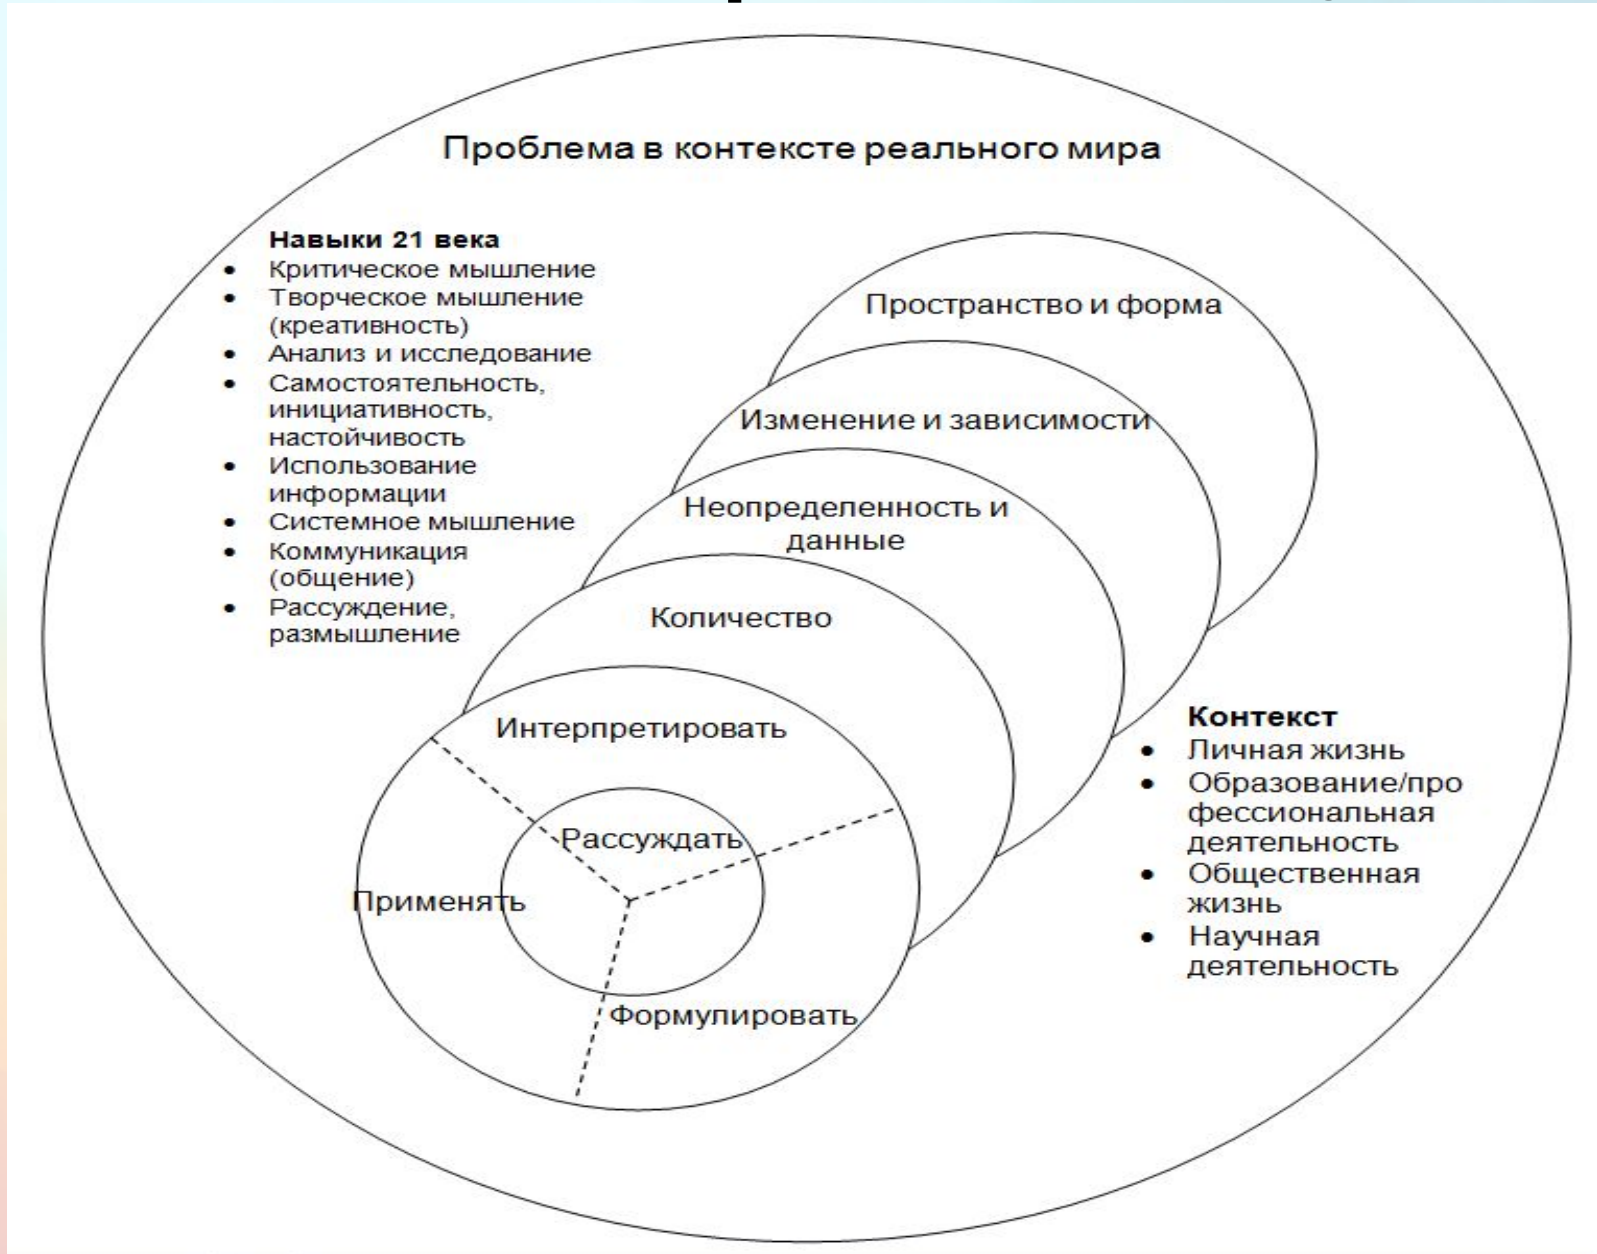 Проблема в контексте реального мира
Навыки 21 века
• Критическое мышление
• Творческое мышление
(креативность)
• Анализ и исследование
• Самостоятельность,
инициативность,
настойчивость
• Использование
информации
• Системное мышление
• Коммуникация
(общение)
• Рассуждение,
размышление
Пространство и форма
Изменение и зависимости
Неопределенность и
данные
Количество
Интерпретировать
Рассуждать
Применять
Формулировать
Контекст
• Личная жизнь
• Образование/про
фессиональная
деятельность
• Общественная
жизнь
• Научная
деятельность